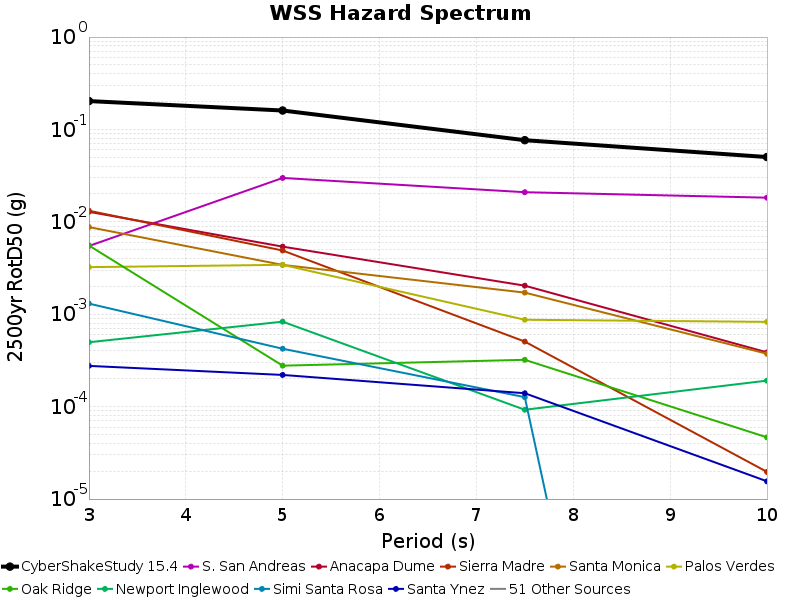 WSS Hazard Spectrum
10^0
10^-1
10^-2
10^-3
10^-4
10^-5
2500yr RotD50 (g)
3 4 5 6 7 8 9 10
Period (s)
CyberShakeStudy 15.4 S. San Andreas Anacapa Dume Sierra Madre Santa Monica Palos Verdes
Oak Ridge Newport Inglewood Simi Santa Rosa Santa Ynez 51 Other Sources